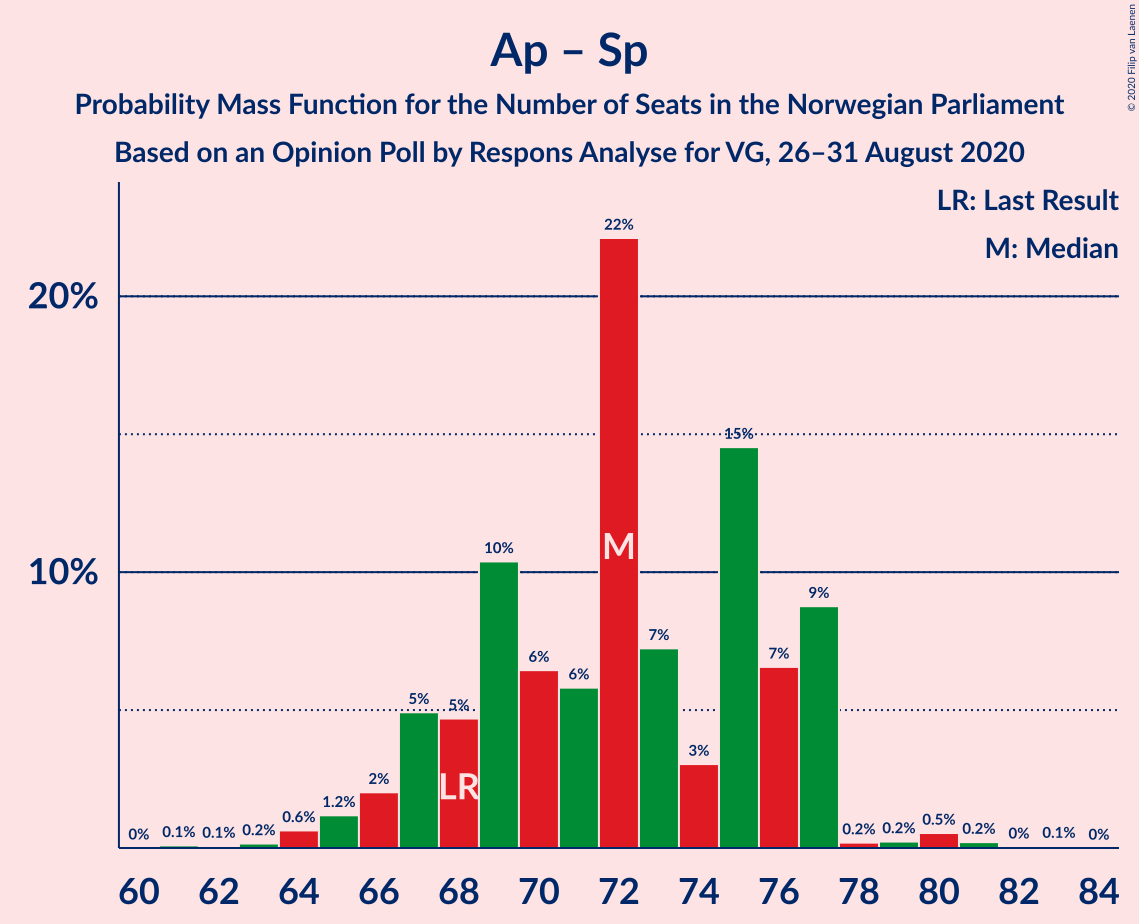 Ap – Sp
Probability Mass Function for the Number of Seats in the Norwegian Parliament
Based on an Opinion Poll by Respons Analyse for VG, 26–31 August 2020
© 2020 Filip van Laenen
LR: Last Result
M: Median
22%
20%
15%
10%
10%
M
9%
7%
7%
6%
6%
5%
5%
3%
2%
LR
1.2%
0.6%
0.5%
0% 0.1% 0.1% 0.2% 0.2% 0.2% 0.2% 0% 0.1% 0%
60 62 64 66 68 70 72 74 76 78 80 82 84